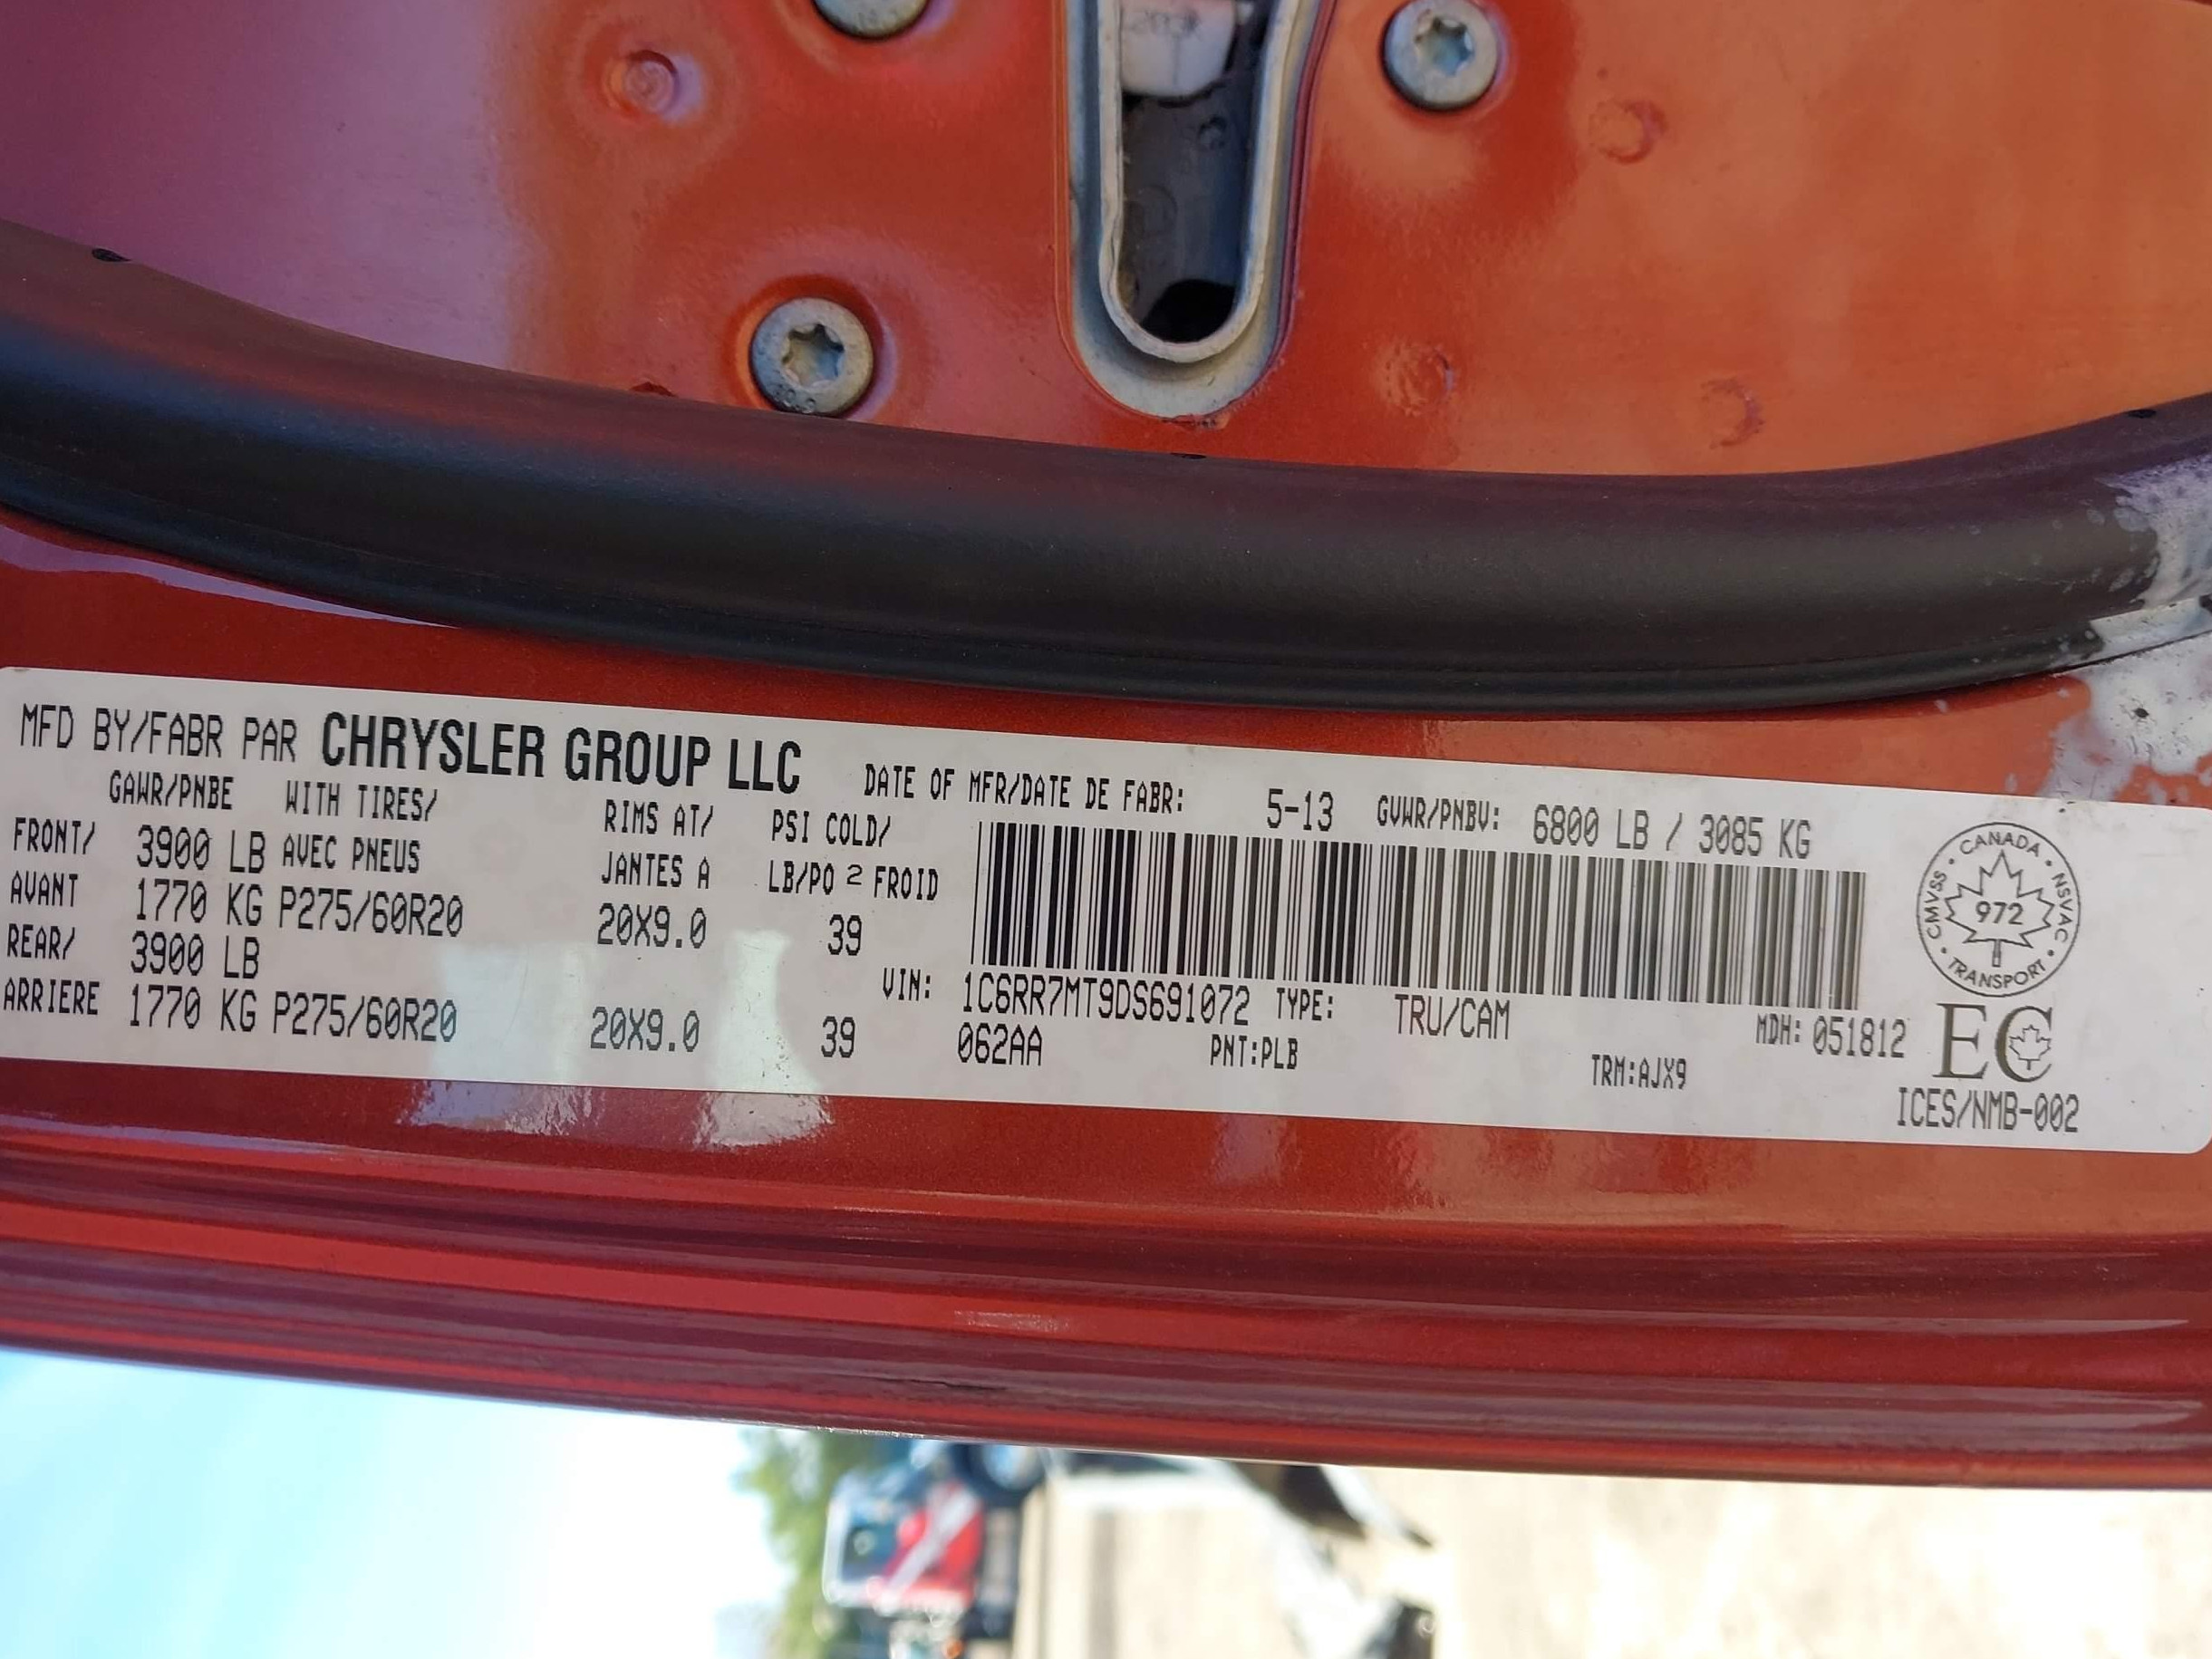 MFD BY/FABR PAR CHRYSLER GROUP LLC DATE OF MFR/DATE DE FABR: 5-13 GVWR/PNBV: 6800 LB / 3085 KG
GAWR/PNBE WITH TIRES/ RIMS AT/ PSI COLD/
FRONT/ 3900 LB AVEC PNEUS JANTES A LB/PO 2 FROID
AVANT 1770 KG P275/60R20 20X9.0 39
REAR/ 3900 LB
ARRIERE 1770 KG P275/60R20 20X9.0 39
VIN: 1C6RR7MT9DS691072 TYPE: TRU/CAM MDH: 051812
062AA PNT:PLB TRM:AJX9
CANADA · NSVAC · TRANSPORT · CMVSS ·
972
EC
ICES/NMB-002